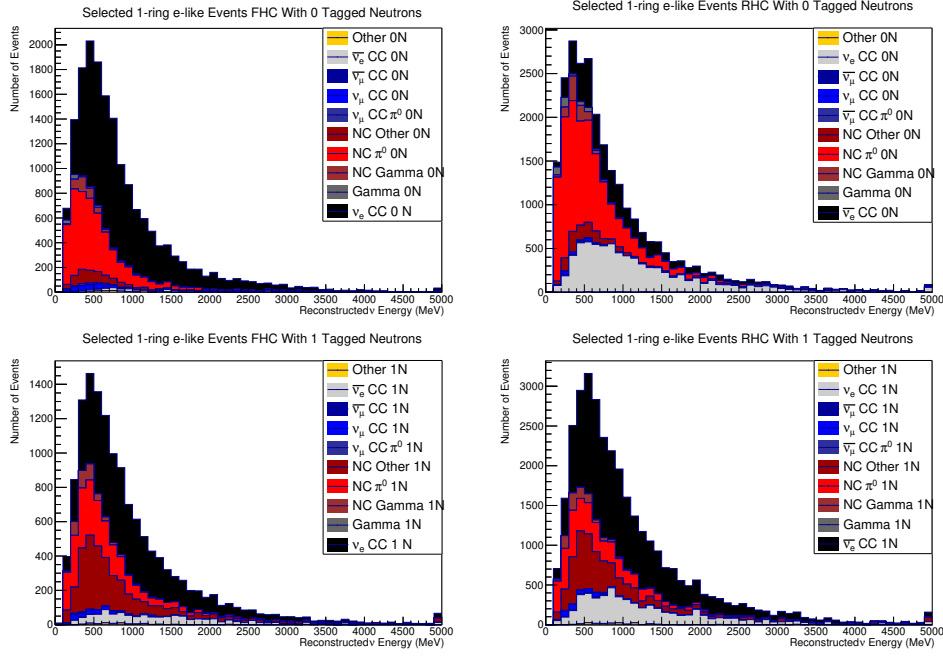 Selected 1-ring e-like Events FHC With 0 Tagged Neutrons
Number of Events
2000
1800
1600
1400
1200
1000
800
600
400
200
0
0 500 1000 1500 2000 2500 3000 3500 4000 4500 5000
Reconstructedν Energy (MeV)
Other 0N
ν̅e CC 0N
ν̅μ CC 0N
νμ CC 0N
νμ CC π⁰ 0N
NC Other 0N
NC π⁰ 0N
NC Gamma 0N
Gamma 0N
νe CC 0 N
Selected 1-ring e-like Events RHC With 0 Tagged Neutrons
Number of Events
3000
2500
2000
1500
1000
500
0
0 500 1000 1500 2000 2500 3000 3500 4000 4500 5000
Reconstructedν Energy (MeV)
Other 0N
νe CC 0N
ν̅μ CC 0N
νμ CC 0N
ν̅μ CC π⁰ 0N
NC Other 0N
NC π⁰ 0N
NC Gamma 0N
Gamma 0N
ν̅e CC 0N
Selected 1-ring e-like Events FHC With 1 Tagged Neutrons
Number of Events
1400
1200
1000
800
600
400
200
0
0 500 1000 1500 2000 2500 3000 3500 4000 4500 5000
Reconstructedν Energy (MeV)
Other 1N
ν̅e CC 1N
ν̅μ CC 1N
νμ CC 1N
νμ CC π⁰ 1N
NC Other 1N
NC π⁰ 1N
NC Gamma 1N
Gamma 1N
νe CC 1 N
Selected 1-ring e-like Events RHC With 1 Tagged Neutrons
Number of Events
3000
2500
2000
1500
1000
500
0
0 500 1000 1500 2000 2500 3000 3500 4000 4500 5000
Reconstructedν Energy (MeV)
Other 1N
νe CC 1N
ν̅μ CC 1N
νμ CC 1N
ν̅μ CC π⁰ 1N
NC Other 1N
NC π⁰ 1N
NC Gamma 1N
Gamma 1N
ν̅e CC 1N